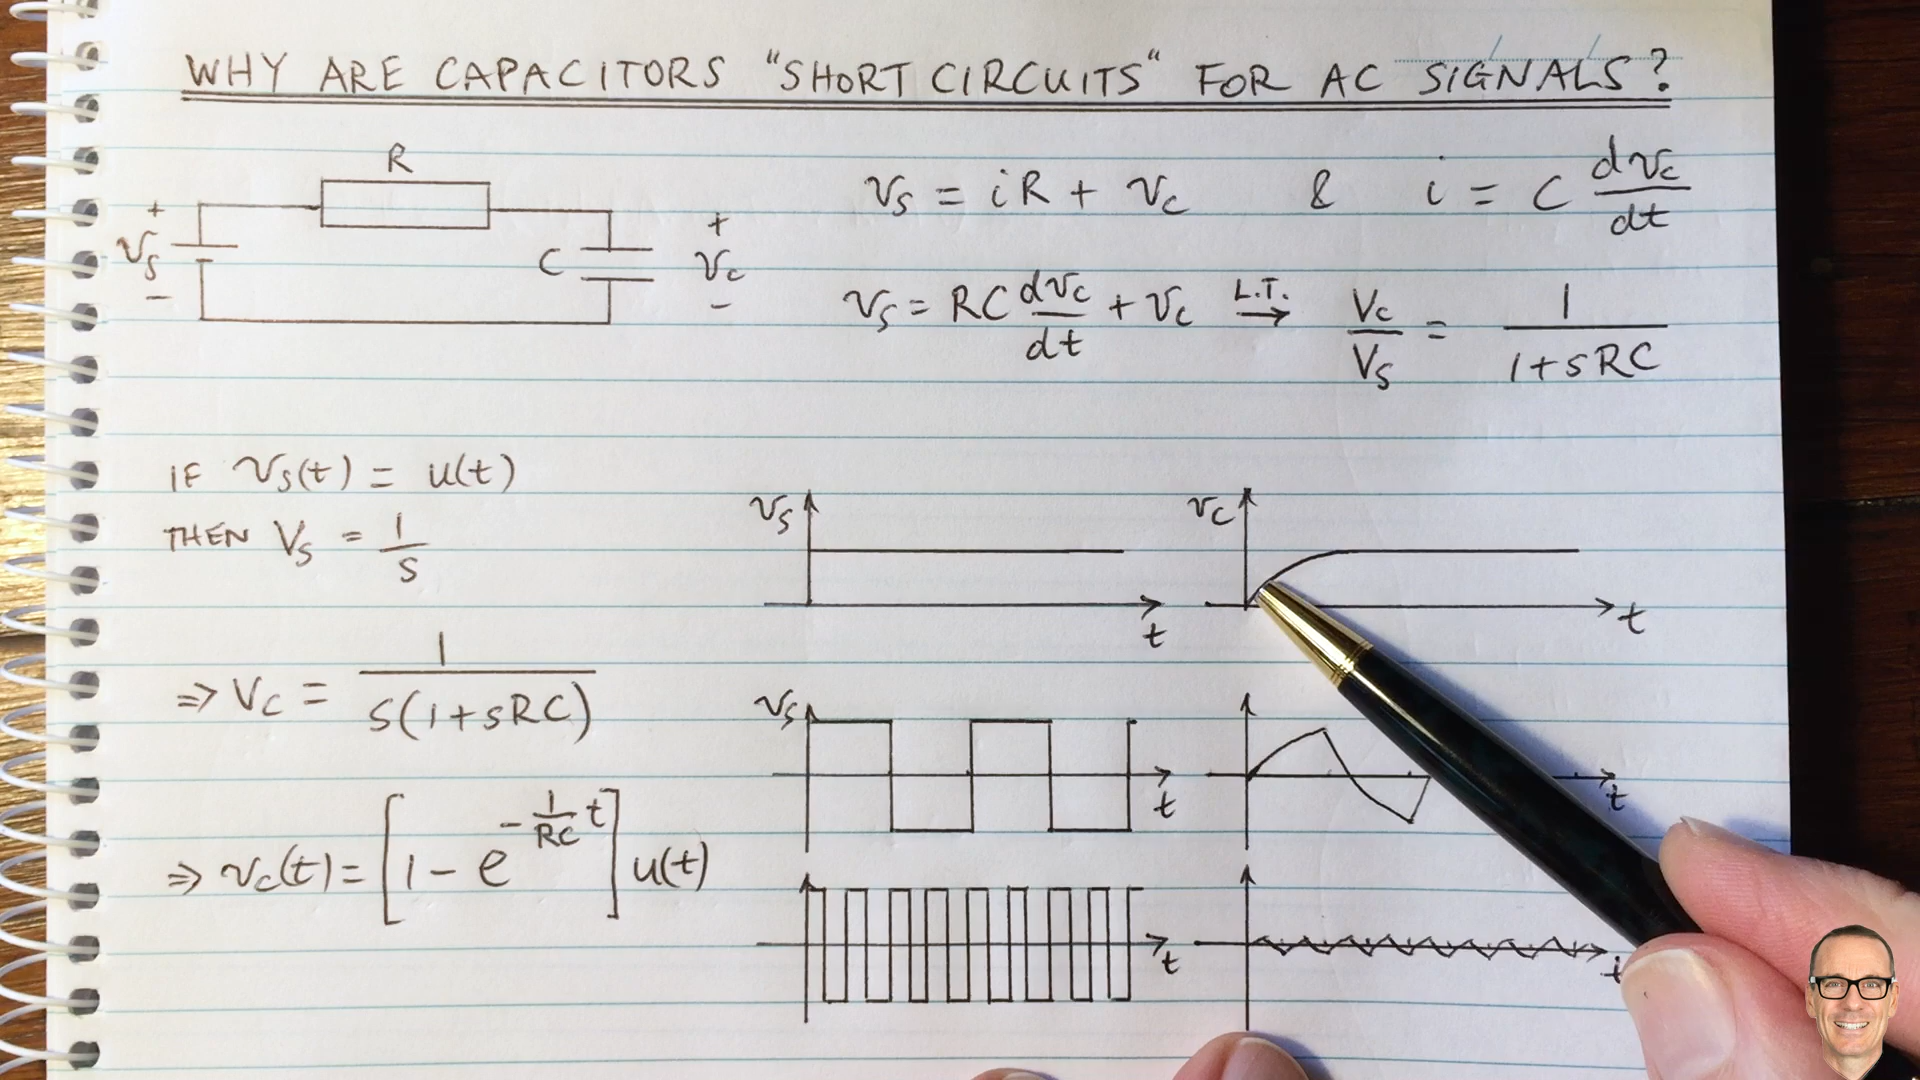 WHY ARE CAPACITORS "SHORT CIRCUITS" FOR AC SIGNALS?
R
+
vs
−
C
+
vc
−
vs = iR + vc & i = C dvc/dt
vs = RC dvc/dt + vc L.T. → Vc/Vs = 1/(1+sRC)
IF vs(t) = u(t)
THEN Vs = 1/s
⇒ Vc = 1/(s(1+sRC))
⇒ vc(t) = [1 − e^(−1/RC t)] u(t)
vs
t
vc
t
vs
t
t
t